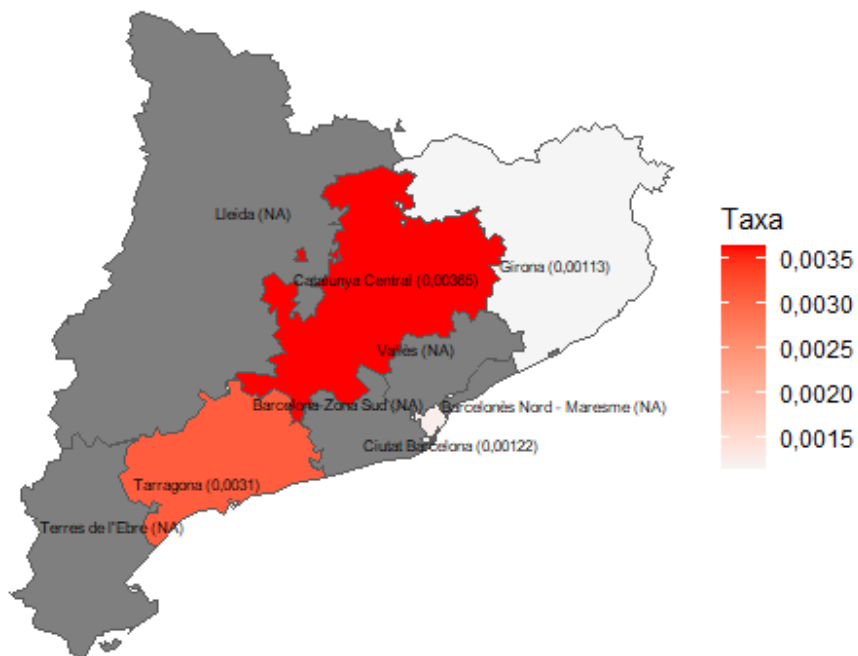 Lleida (NA)
Catalunya Central (0,00365)
Girona (0,00113)
Vallès (NA)
Barcelona-Zona Sud (NA)
Barcelonès Nord - Maresme (NA)
Ciutat Barcelona (0,00122)
Tarragona (0,0031)
Terres de l'Ebre (NA)
Taxa
0,0035
0,0030
0,0025
0,0020
0,0015